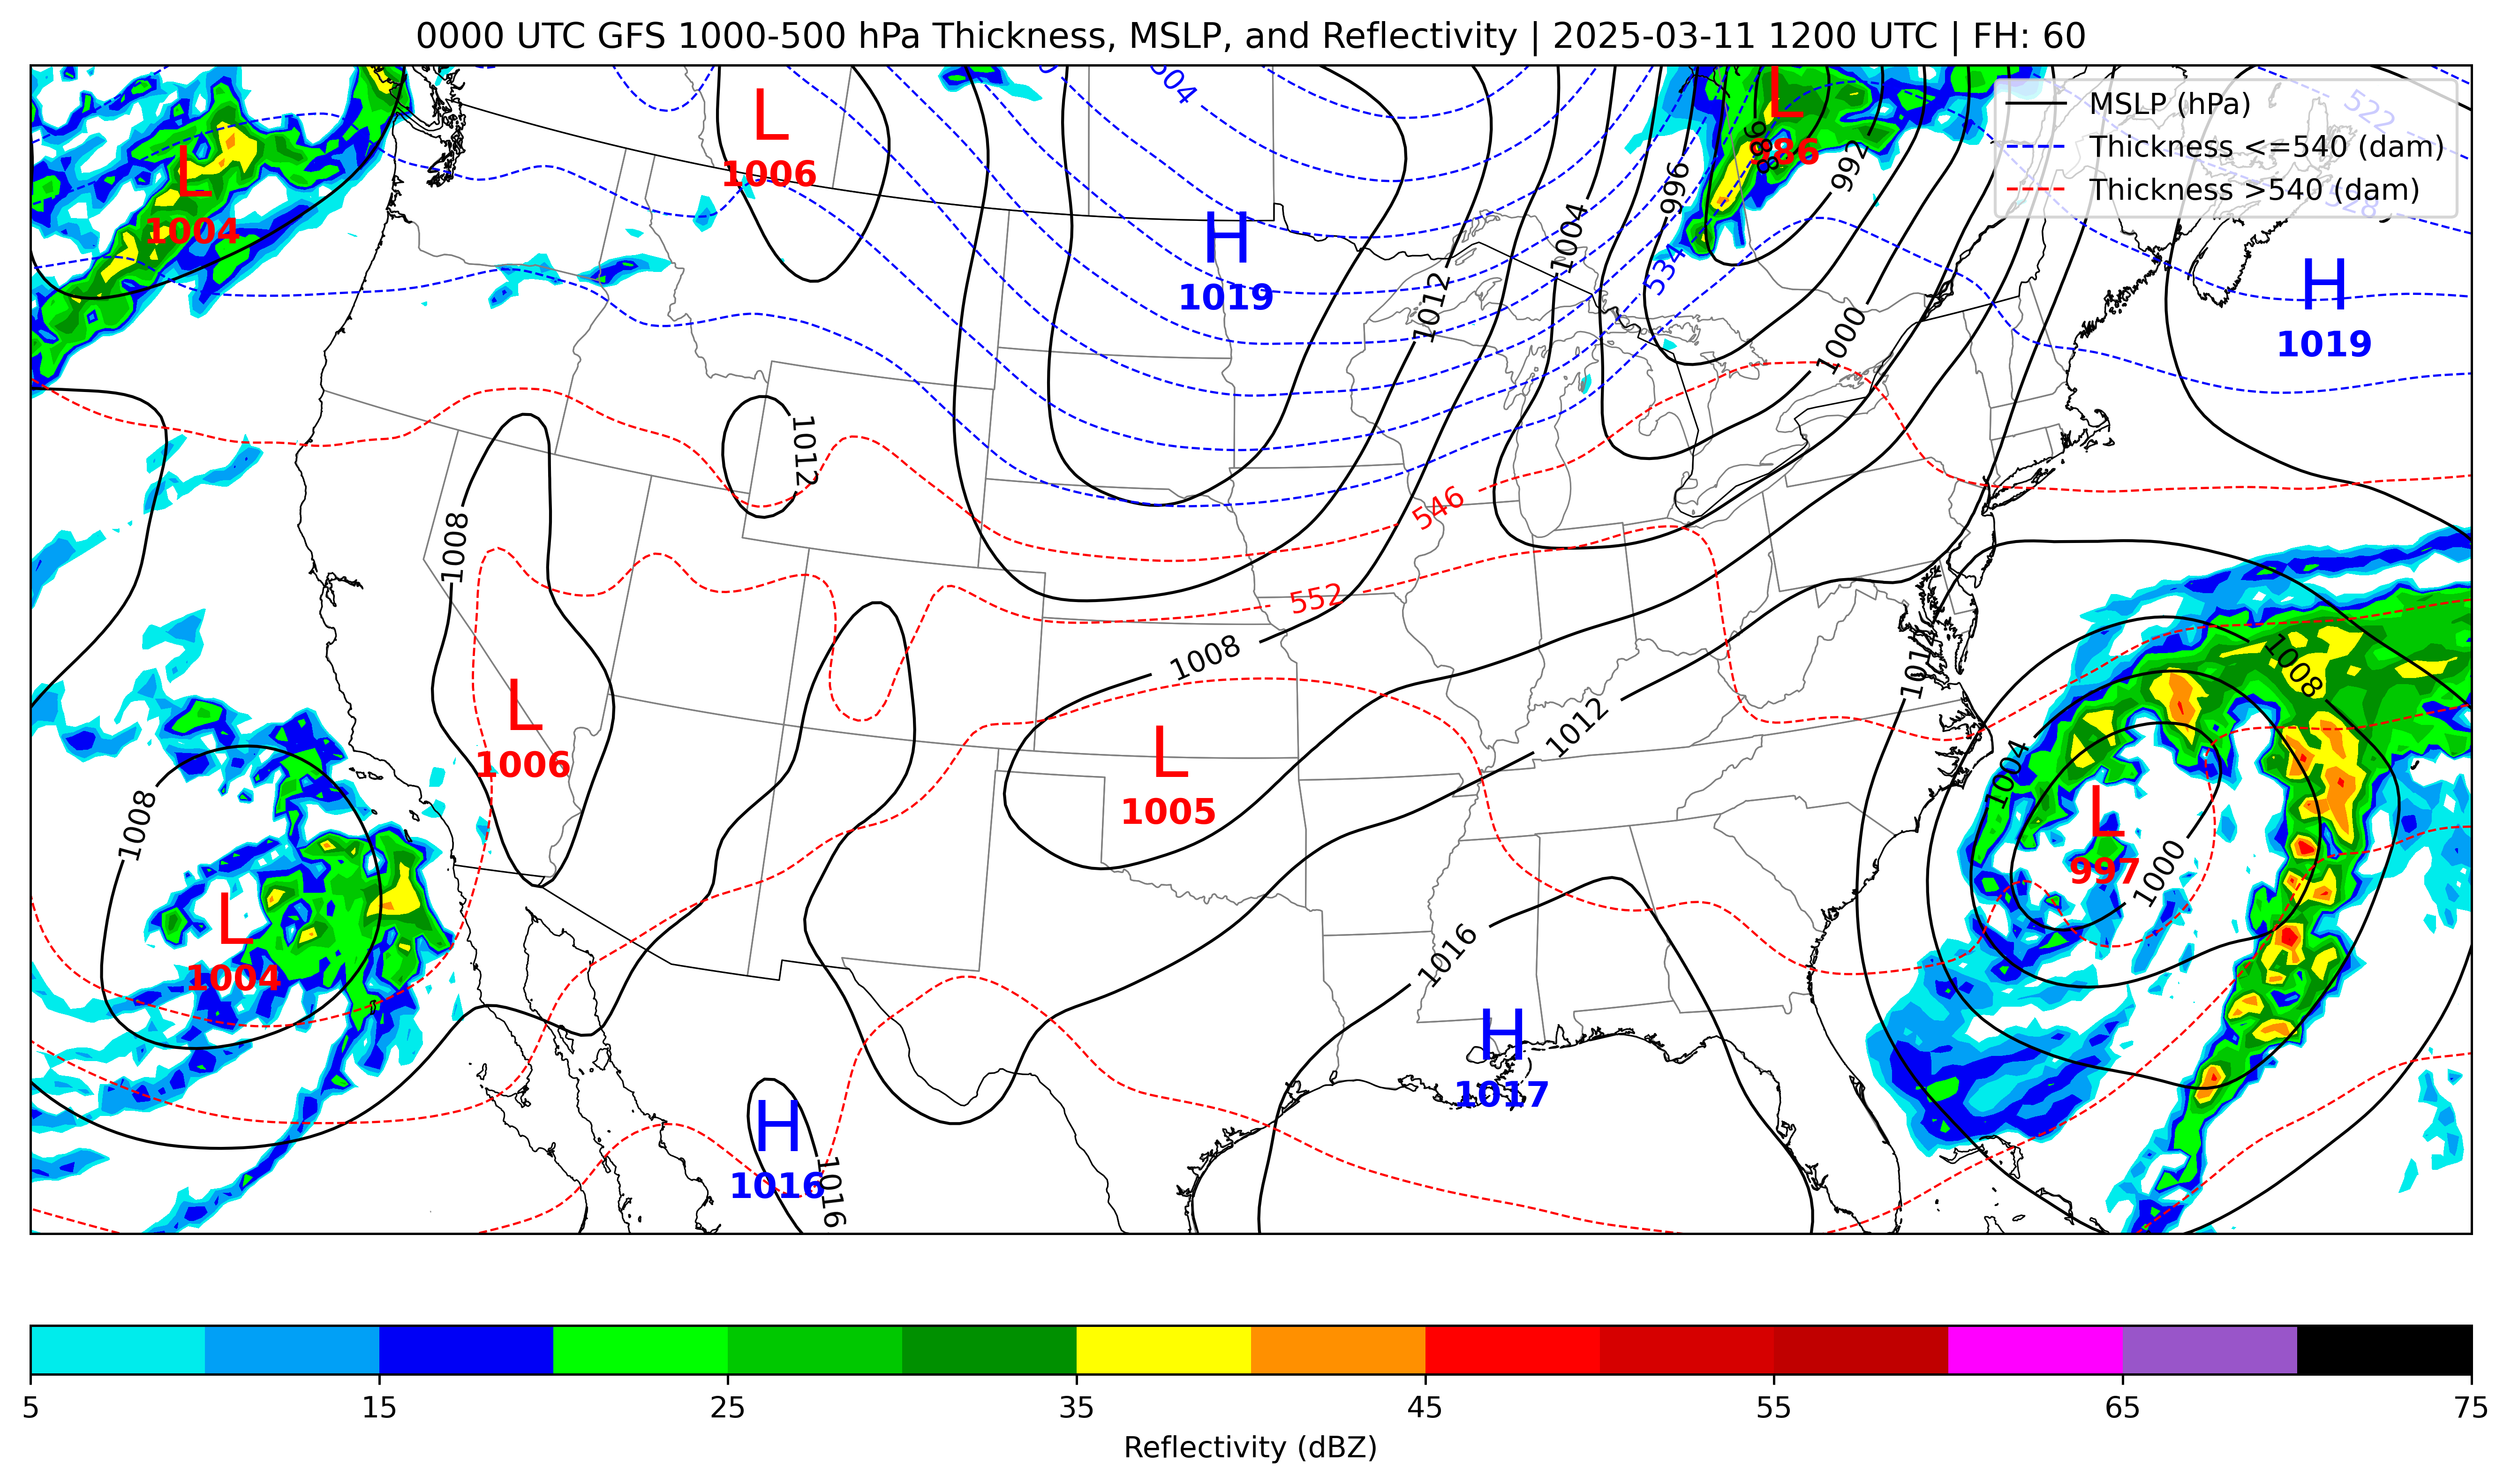 0000 UTC GFS 1000-500 hPa Thickness, MSLP, and Reflectivity | 2025-03-11 1200 UTC | FH: 60
MSLP (hPa)
Thickness <=540 (dam)
Thickness >540 (dam)
504
522
528
L
1006
L
986
986
992
996
L
1004
1004
H
1019
534
H
1019
1012
1000
1012
1008
546
552
1008
1008
1012
1012
L
1006
L
1005
1004
L
997
1000
1008
L
1004
1016
H
1017
H
1016
1016
5
15
25
35
45
55
65
75
Reflectivity (dBZ)